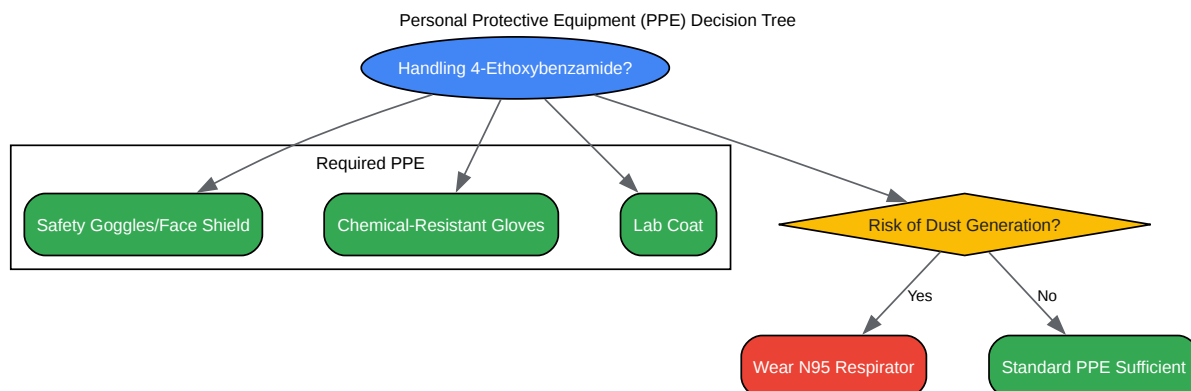 Personal Protective Equipment (PPE) Decision Tree
Handling 4-Ethoxybenzamide?
Required PPE
Safety Goggles/Face Shield
Chemical-Resistant Gloves
Lab Coat
Risk of Dust Generation?
Yes
No
Wear N95 Respirator
Standard PPE Sufficient